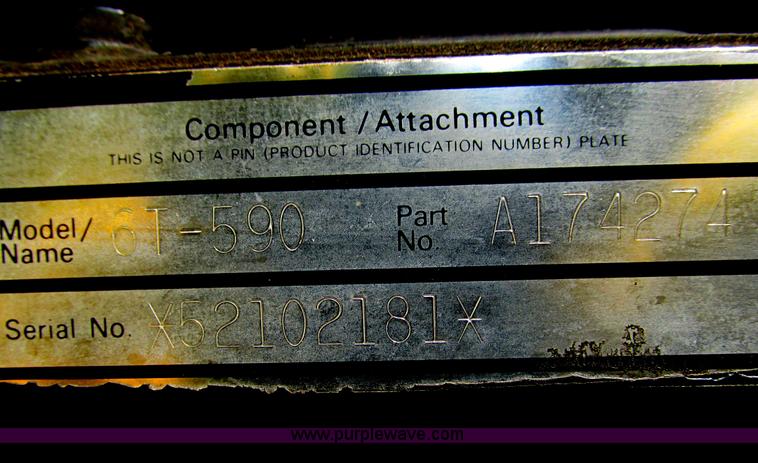 Component / Attachment
THIS IS NOT A PIN (PRODUCT IDENTIFICATION NUMBER) PLATE
Model/ Name 6T-590 Part No. A174274
Serial No. *52102181*
www.purplewave.com